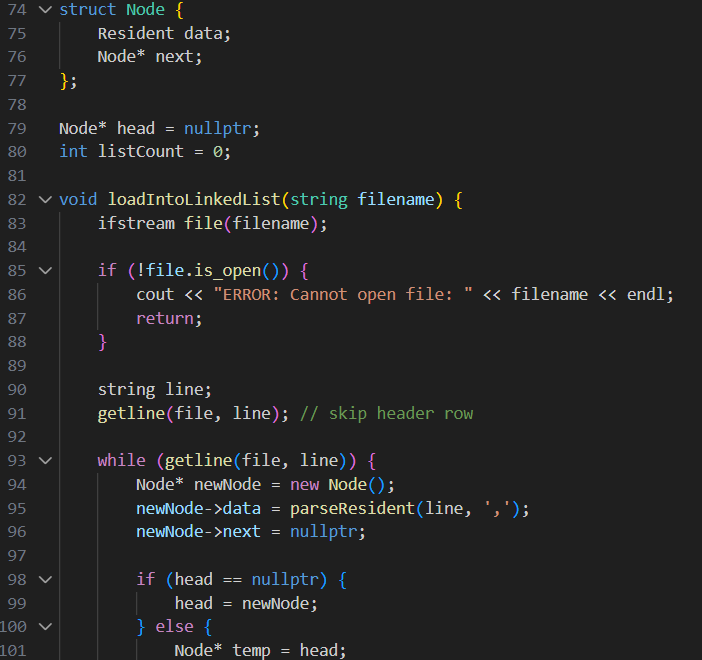 74 struct Node {
75     Resident data;
76     Node* next;
77 };
78
79 Node* head = nullptr;
80 int listCount = 0;
81
82 void loadIntoLinkedList(string filename) {
83     ifstream file(filename);
84
85     if (!file.is_open()) {
86         cout << "ERROR: Cannot open file: " << filename << endl;
87         return;
88     }
89
90     string line;
91     getline(file, line); // skip header row
92
93     while (getline(file, line)) {
94         Node* newNode = new Node();
95         newNode->data = parseResident(line, ',');
96         newNode->next = nullptr;
97
98         if (head == nullptr) {
99             head = newNode;
100         } else {
101             Node* temp = head;